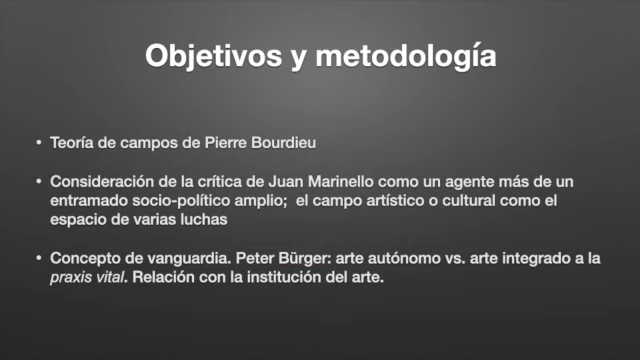 Objetivos y metodología
• Teoría de campos de Pierre Bourdieu
• Consideración de la crítica de Juan Marinello como un agente más de un
entramado socio-político amplio;  el campo artístico o cultural como el
espacio de varias luchas
• Concepto de vanguardia. Peter Bürger: arte autónomo vs. arte integrado a la
praxis vital. Relación con la institución del arte.